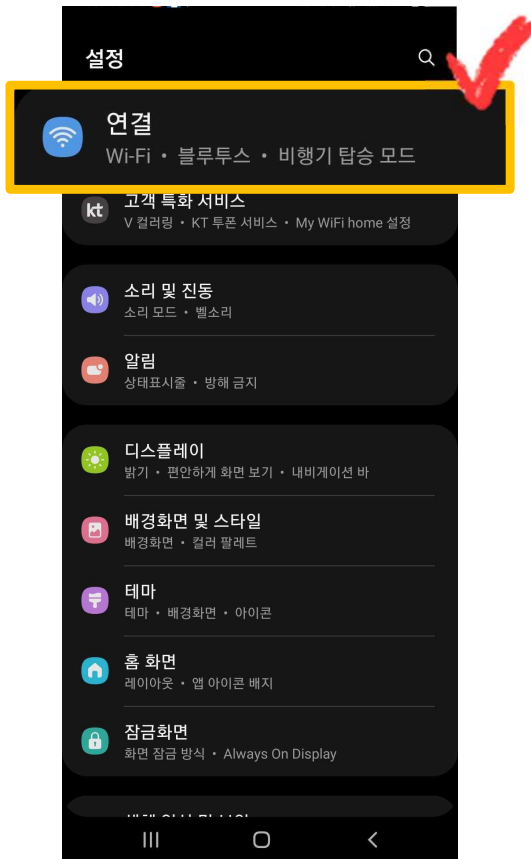 설정
연결
Wi-Fi • 블루투스 • 비행기 탑승 모드
kt
고객 특화 서비스
V 컬러링 • KT 투폰 서비스 • My WiFi home 설정
소리 및 진동
소리 모드 • 벨소리
알림
상태표시줄 • 방해 금지
디스플레이
밝기 • 편안하게 화면 보기 • 내비게이션 바
배경화면 및 스타일
배경화면 • 컬러 팔레트
테마
테마 • 배경화면 • 아이콘
홈 화면
레이아웃 • 앱 아이콘 배지
잠금화면
화면 잠금 방식 • Always On Display